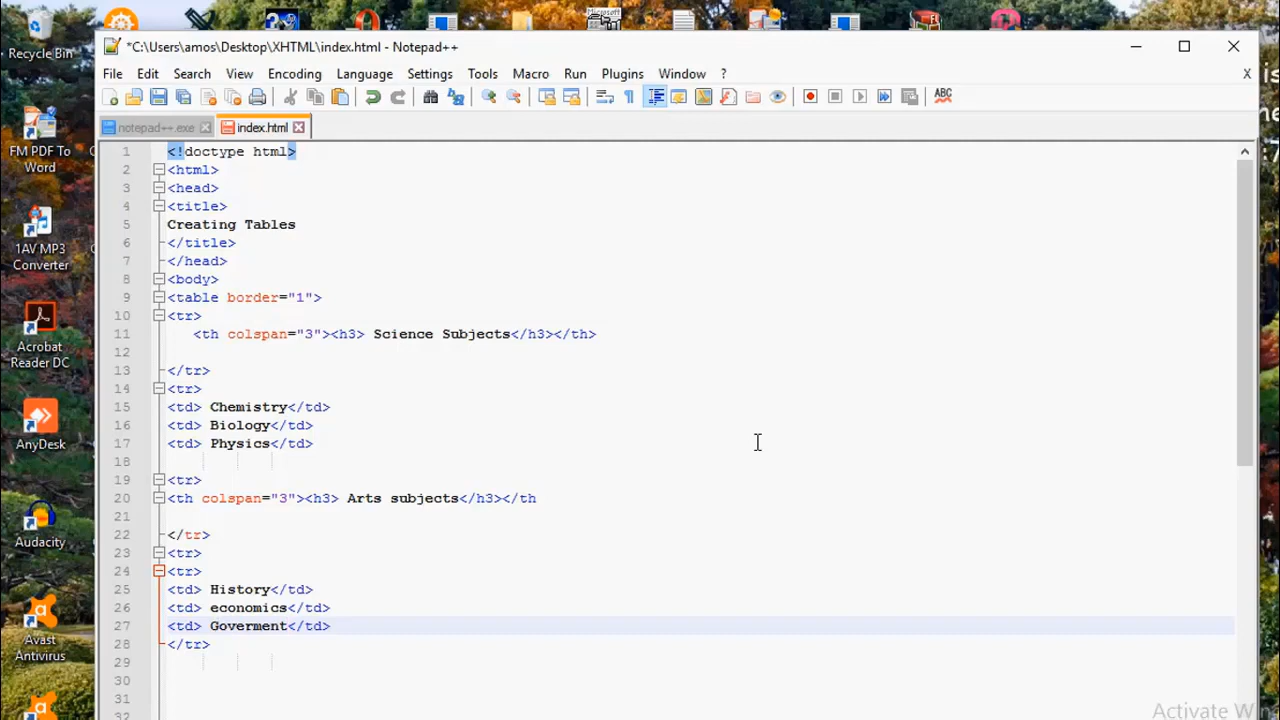 Recycle Bin
FM PDF To
Word
1AV MP3
Converter
Acrobat
Reader DC
AnyDesk
Audacity
Avast
Antivirus
Microsoft
*C:\Users\amos\Desktop\XHTML\index.html - Notepad++
File Edit Search View Encoding Language Settings Tools Macro Run Plugins Window ? X
ABC
notepad++.exe index.html
1 <!doctype html>
2 <html>
3 <head>
4 <title>
5 Creating Tables
6 </title>
7 </head>
8 <body>
9 <table border="1">
10 <tr>
11 <th colspan="3"><h3> Science Subjects</h3></th>
12
13 </tr>
14 <tr>
15 <td> Chemistry</td>
16 <td> Biology</td>
17 <td> Physics</td>
18
19 <tr>
20 <th colspan="3"><h3> Arts subjects</h3></th
21
22 </tr>
23 <tr>
24 <tr>
25 <td> History</td>
26 <td> economics</td>
27 <td> Goverment</td>
28 </tr>
29
30
31
32
Activate Win